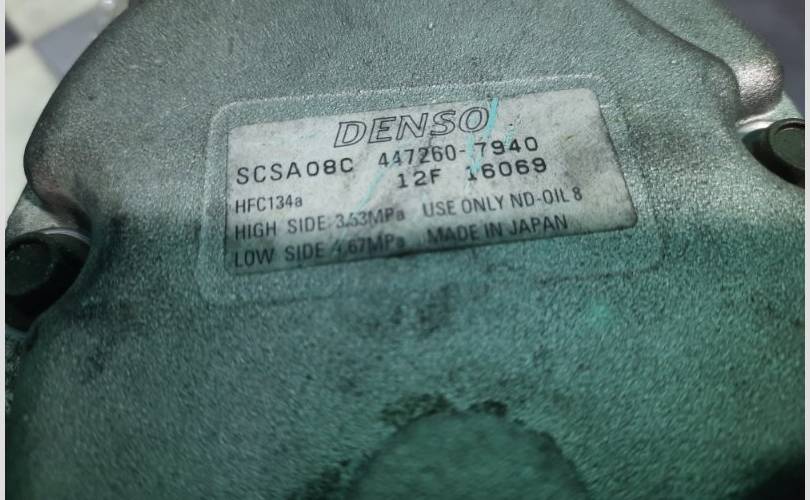 DENSO
SCSA08C 447260-7940
12F 16069
HFC134a
HIGH SIDE 3.53MPa USE ONLY ND-OIL 8
LOW SIDE 1.67MPa MADE IN JAPAN